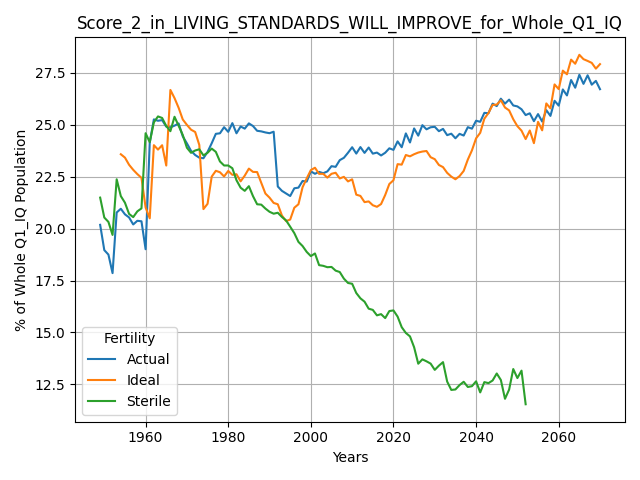 Score_2_in_LIVING_STANDARDS_WILL_IMPROVE_for_Whole_Q1_IQ
% of Whole Q1_IQ Population
27.5
25.0
22.5
20.0
17.5
15.0
12.5
Fertility
Actual
Ideal
Sterile
1960 1980 2000 2020 2040 2060
Years